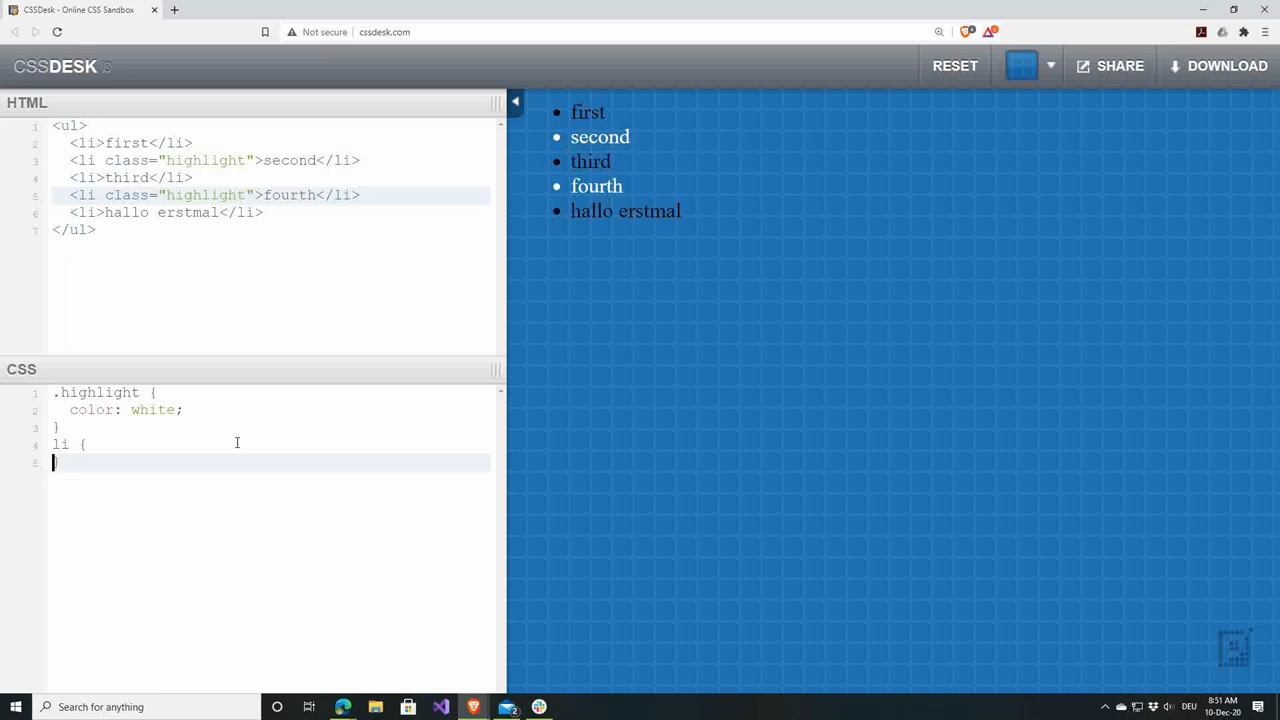 CSSDesk - Online CSS Sandbox
Not secure
cssdesk.com
CSSDESK
RESET
SHARE
DOWNLOAD
HTML
1 <ul>
2 <li>first</li>
3 <li class="highlight">second</li>
4 <li>third</li>
5 <li class="highlight">fourth</li>
6 <li>hallo erstmal</li>
7 </ul>
• first
• second
• third
• fourth
• hallo erstmal
CSS
1 .highlight {
2 color: white;
3 }
4 li {
5 }
Search for anything
DEU
8:51 AM
10-Dec-20